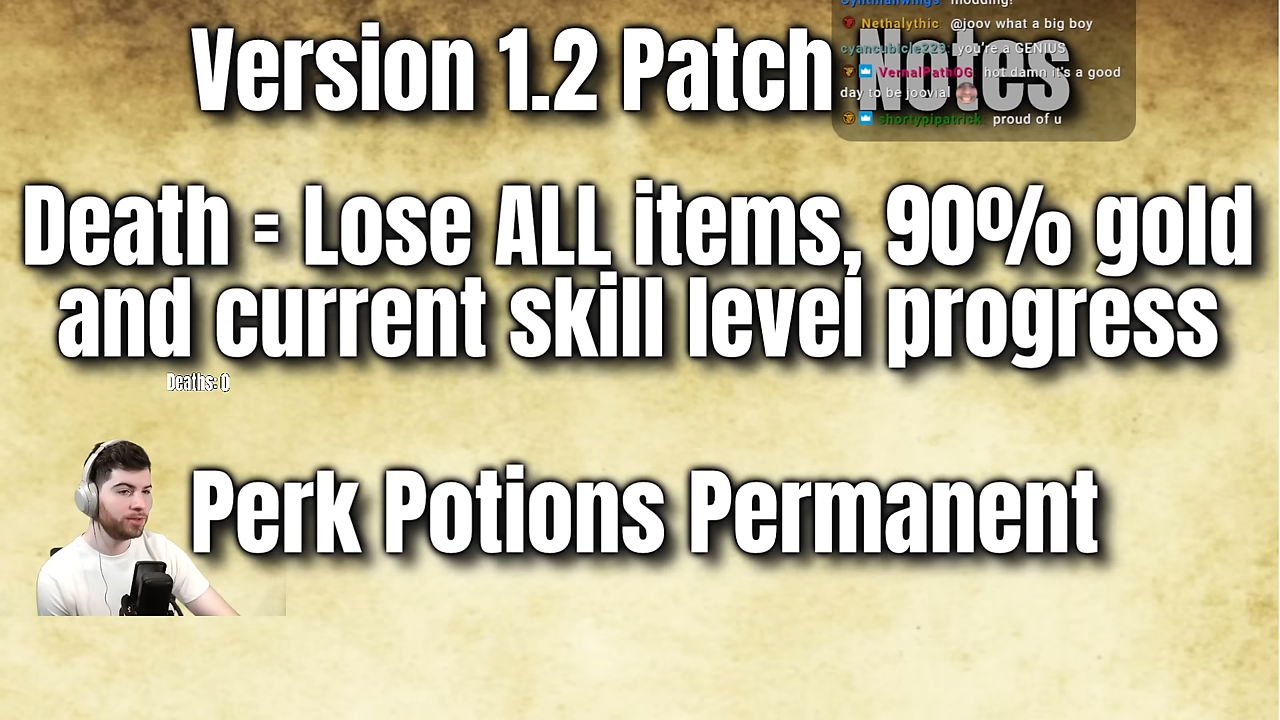 Version 1.2 Patch Notes
cynthiahwings modding!
Nethalythic @joov what a big boy
cyancubicle223: you're a GENIUS
VernalPathOG hot damn it's a good
day to be joovial
shortypipatrick proud of u
Death = Lose ALL items, 90% gold
and current skill level progress
Deaths: 0
Perk Potions Permanent